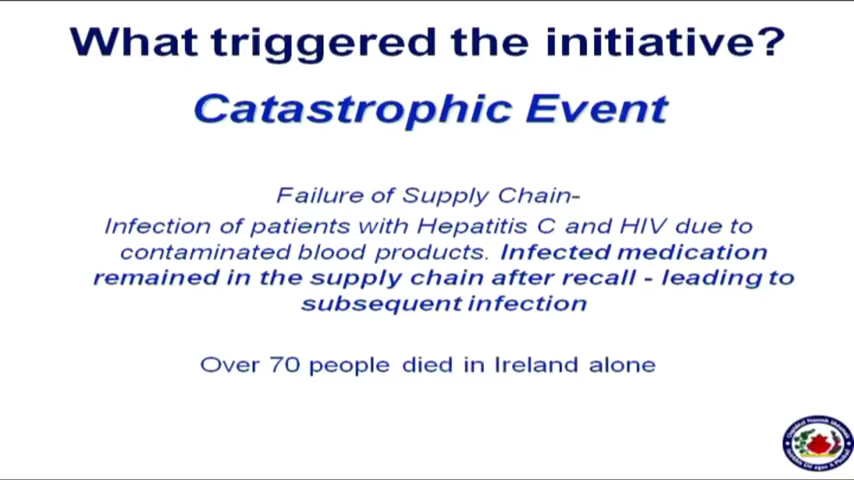 What triggered the initiative?
Catastrophic Event
Failure of Supply Chain-
Infection of patients with Hepatitis C and HIV due to
contaminated blood products. Infected medication
remained in the supply chain after recall - leading to
subsequent infection
Over 70 people died in Ireland alone